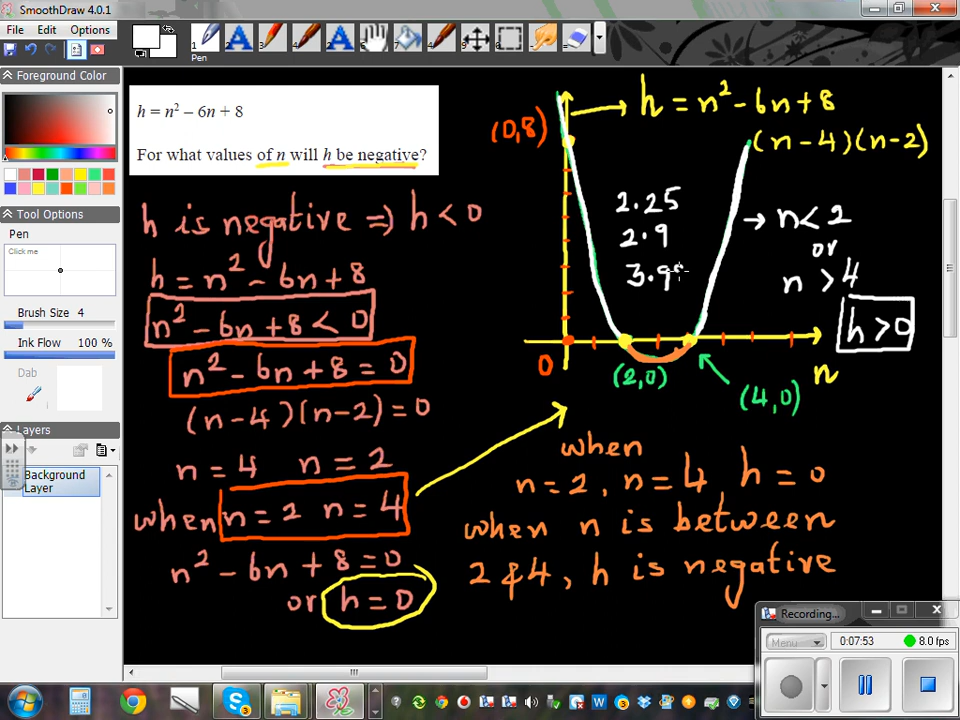 SmoothDraw 4.0.1
File Edit Options
Pen
Foreground Color
Tool Options
Pen
Click me
Brush Size 4
Ink Flow 100 %
Dab
Layers
Background Layer
h = n² – 6n + 8
For what values of n will h be negative?
h is negative => h < 0
h = n² - 6n + 8
n² - 6n + 8 < 0
n² - 6n + 8 = 0
(n-4)(n-2) = 0
n = 4 n = 2
when n = 2 n = 4
n² - 6n + 8 = 0
or h = 0
h = n² - 6n + 8
(0,8)
(n-4)(n-2)
2.25
2.9
→ n < 2
or
n > 4
h > 0
0
(2,0)
(4,0)
n
when
n = 2, n = 4, h = 0
when n is between
2 & 4, h is negative
Recording...
Menu
0:07:53
8.0 fps